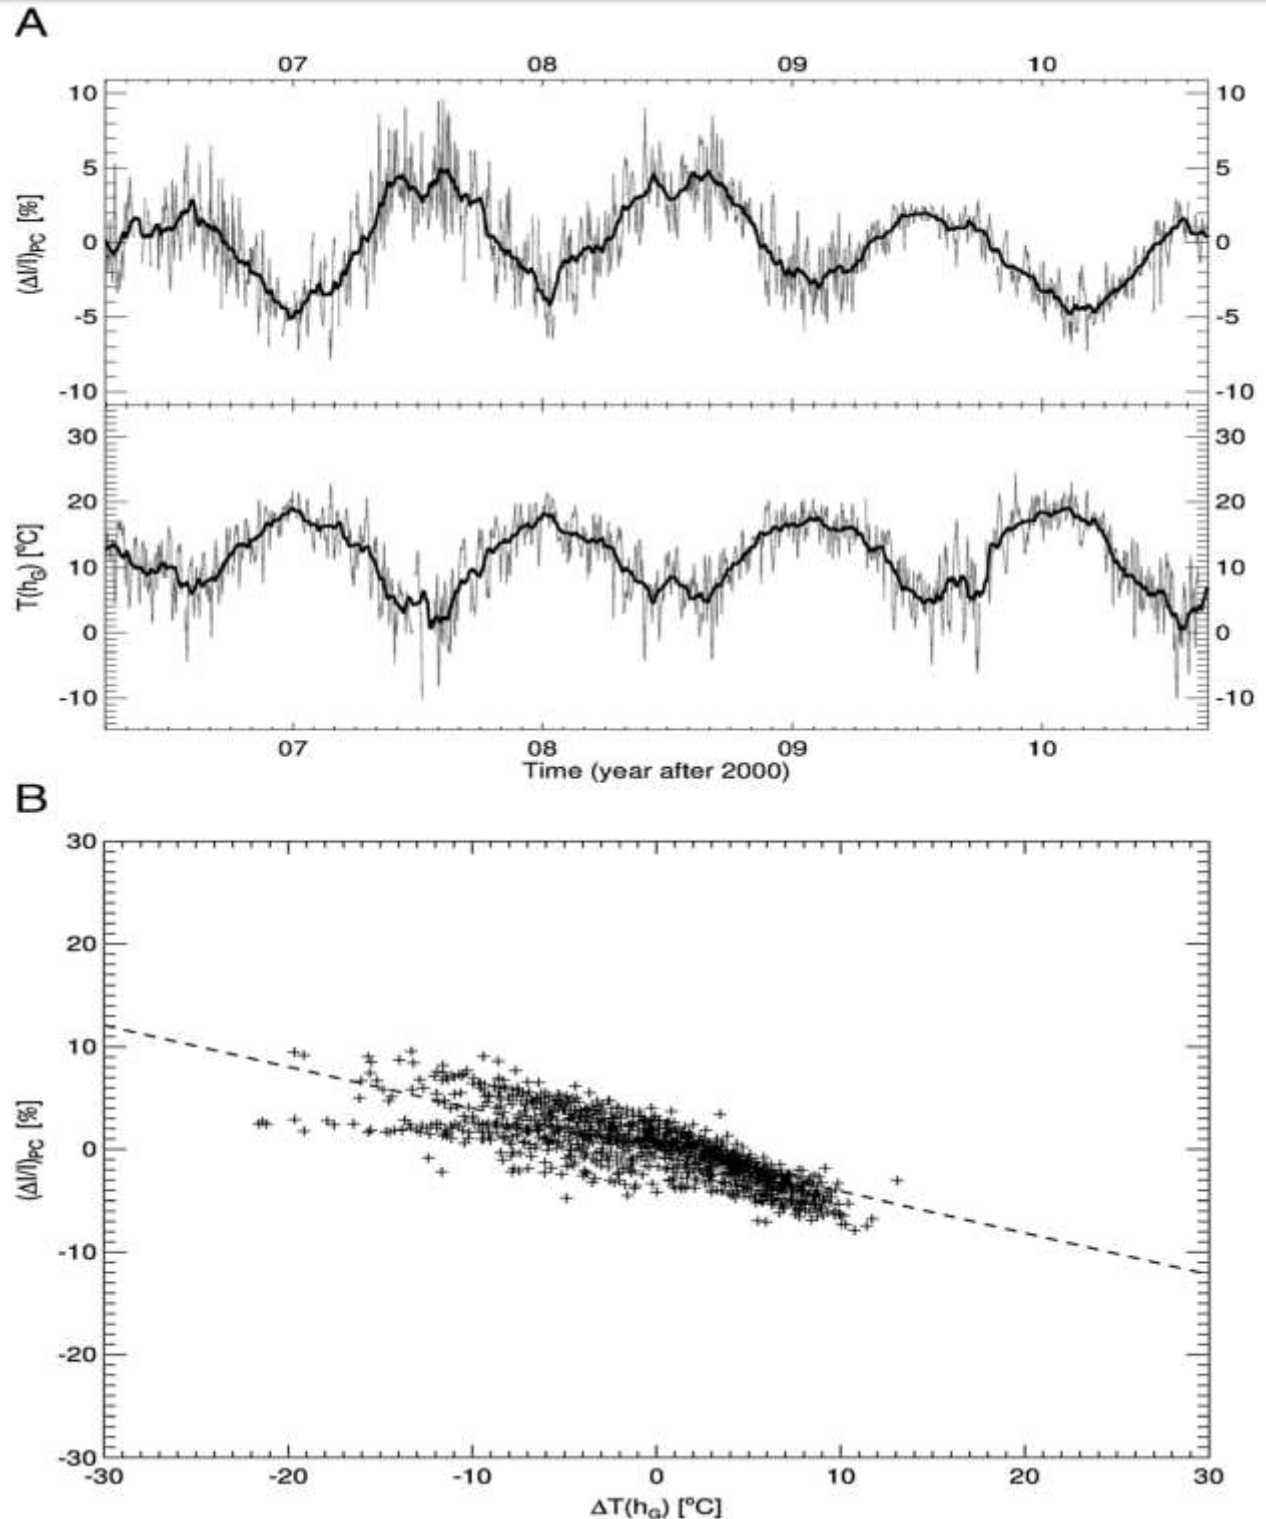 A
07 08 09 10
10 10
5 5
(ΔI/I)PC [%]
0 0
-5 -5
-10 -10
30 30
20 20
T(hG) [ºC]
10 10
0 0
-10 -10
07 08 09 10
Time (year after 2000)
B
30
20
10
(ΔI/I)PC [%]
0
-10
-20
-30
-30 -20 -10 0 10 20 30
ΔT(hG) [ºC]